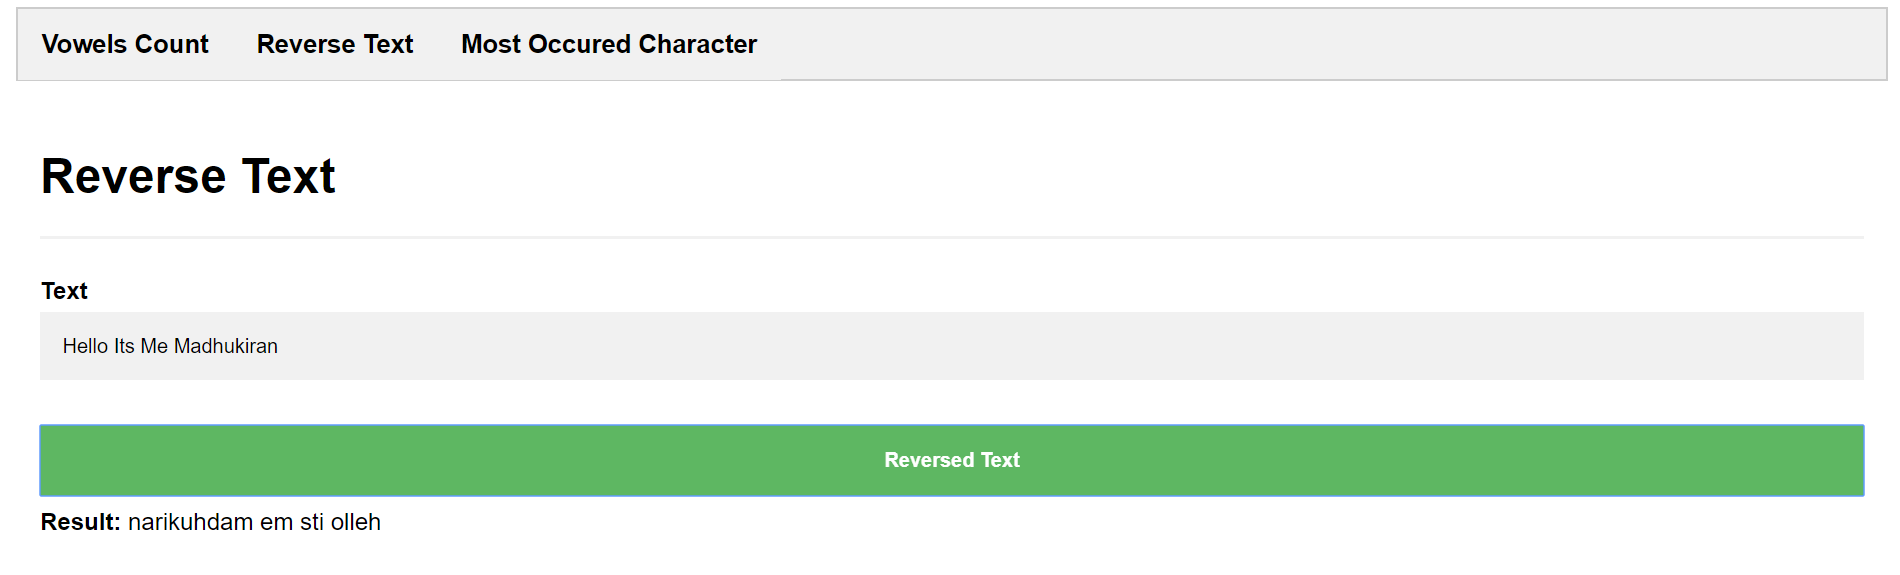 Vowels Count Reverse Text Most Occured Character
Reverse Text
Text
Hello Its Me Madhukiran
Reversed Text
Result: narikuhdam em sti olleh